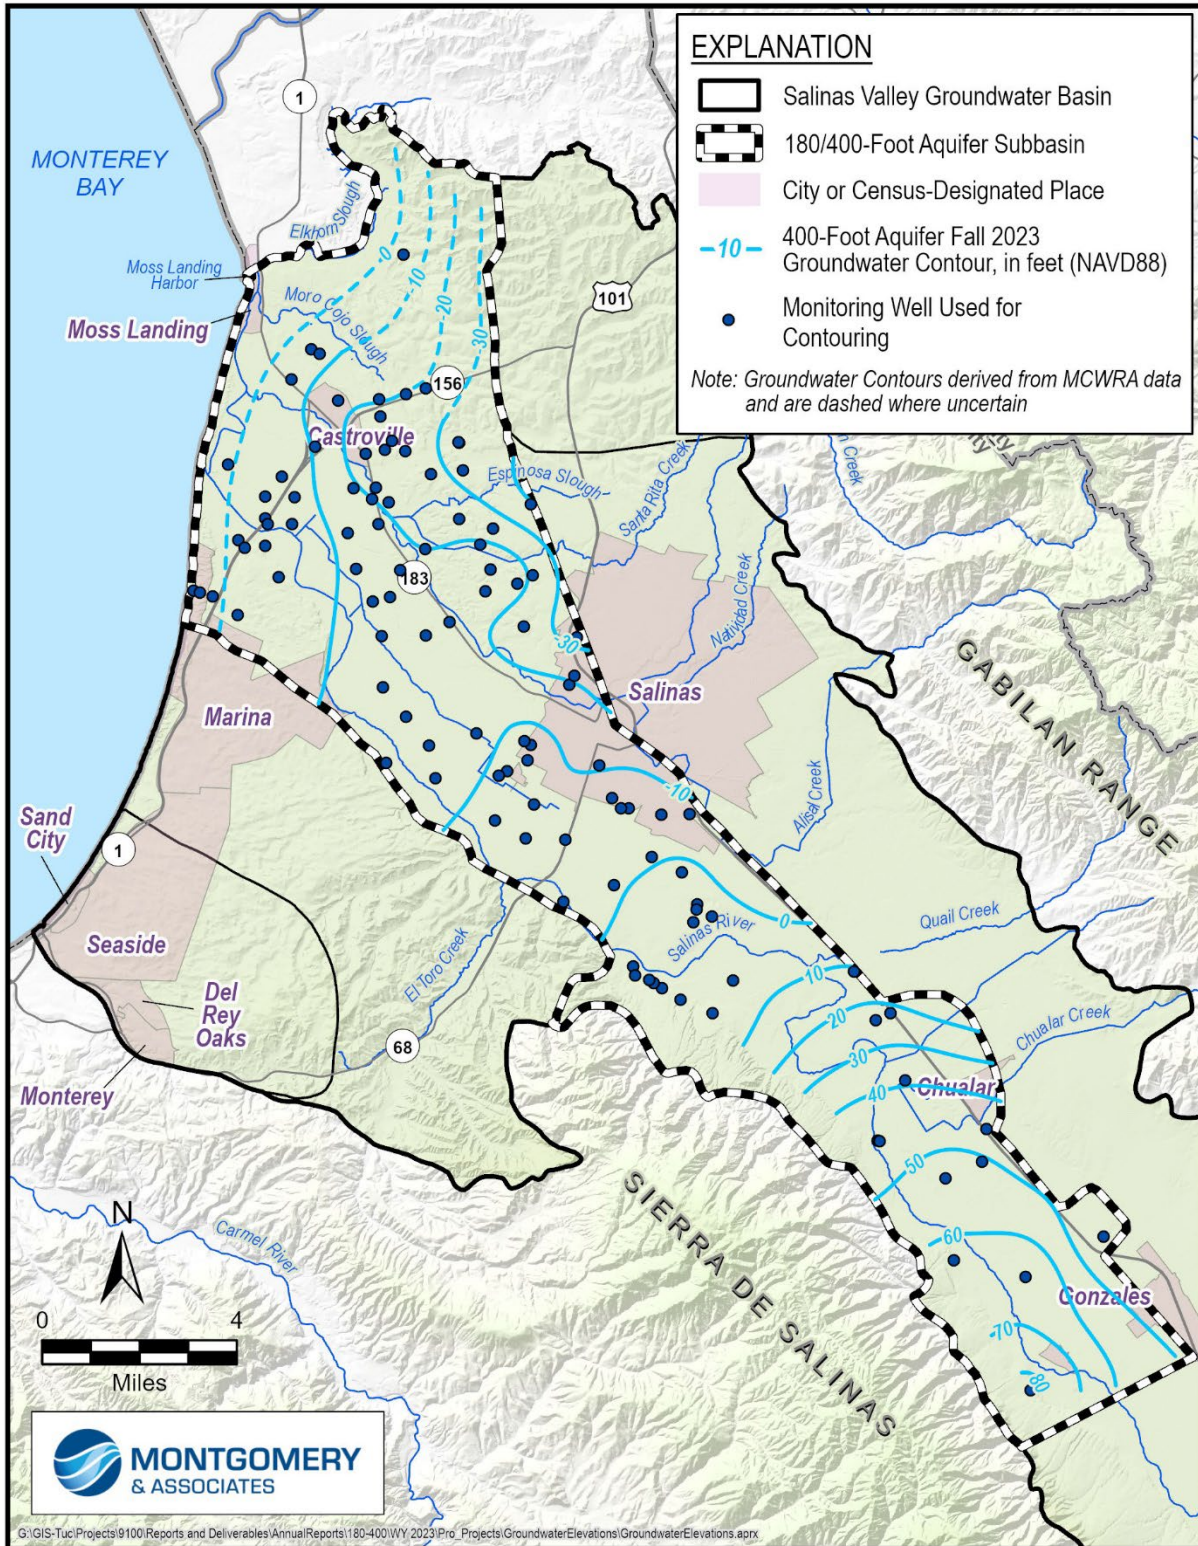 EXPLANATION
Salinas Valley Groundwater Basin
180/400-Foot Aquifer Subbasin
City or Census-Designated Place
-10
400-Foot Aquifer Fall 2023
Groundwater Contour, in feet (NAVD88)
Monitoring Well Used for
Contouring
Note: Groundwater Contours derived from MCWRA data
and are dashed where uncertain
1
MONTEREY
BAY
Elkhorn Slough
0
-10
-20
-30
Moss Landing
Harbor
Moss Landing
Moro Cojo Slough
101
156
Castroville
Espinosa Slough
Santa Rita Creek
Creek
Natividad Creek
183
-30
Salinas
GABILAN RANGE
Marina
-10
Alisal Creek
Sand
City
1
Seaside
Del
Rey
Oaks
Monterey
El Toro Creek
68
0
Salinas River
Quail Creek
10
20
30
40
Chualar
Chualar Creek
50
60
Gonzales
70
80
SIERRA DE SALINAS
Carmel River
N
0
4
Miles
MONTGOMERY
& ASSOCIATES
G:\GIS-Tuc\Projects\9100\Reports and Deliverables\AnnualReports\180-400\WY 2023\Pro_Projects\GroundwaterElevations\GroundwaterElevations.aprx